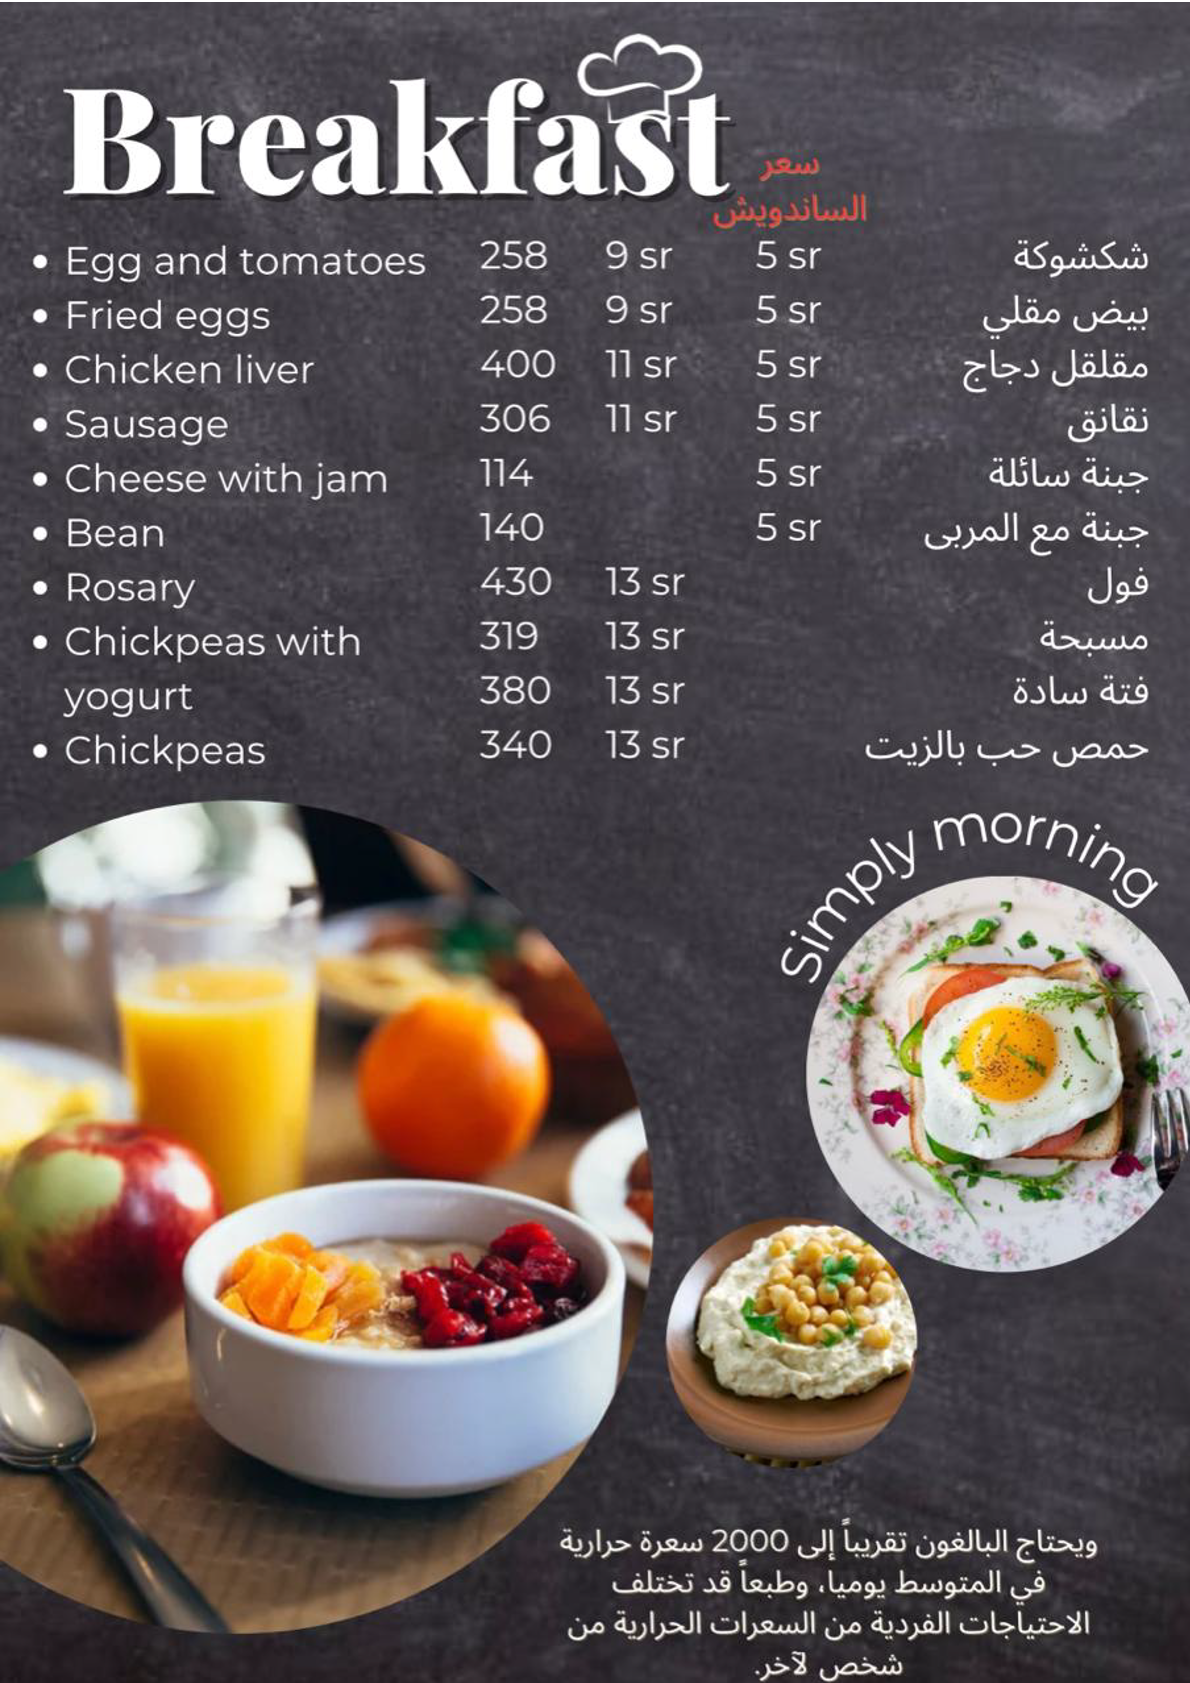 Breakfast
سعر
الساندويش
• Egg and tomatoes 258 9 sr 5 sr شكشوكة
• Fried eggs 258 9 sr 5 sr بيض مقلي
• Chicken liver 400 11 sr 5 sr مقلقل دجاج
• Sausage 306 11 sr 5 sr نقانق
• Cheese with jam 114 5 sr جبنة سائلة
• Bean 140 5 sr جبنة مع المربى
• Rosary 430 13 sr فول
• Chickpeas with 319 13 sr مسبحة
yogurt 380 13 sr فتة سادة
• Chickpeas 340 13 sr حمص حب بالزيت
Simply morning
ويحتاج البالغون تقريباً إلى 2000 سعرة حرارية
في المتوسط يوميا، وطبعاً قد تختلف
الاحتياجات الفردية من السعرات الحرارية من
شخص لآخر.